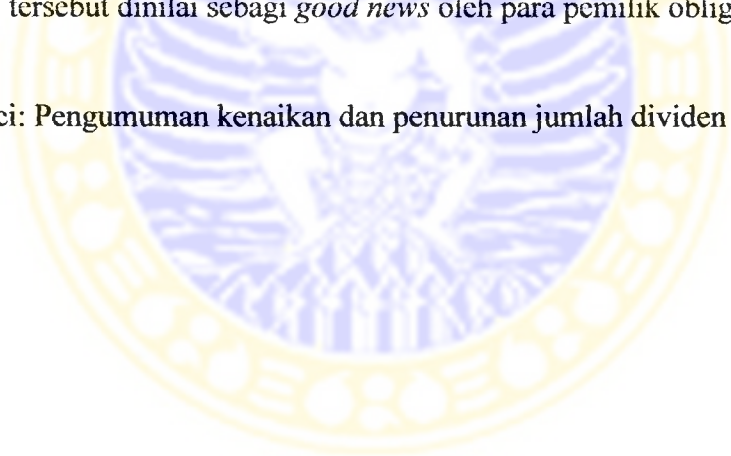 tersebut dinilai sebagi good news oleh para pemilik oblig
ci: Pengumuman kenaikan dan penurunan jumlah dividen